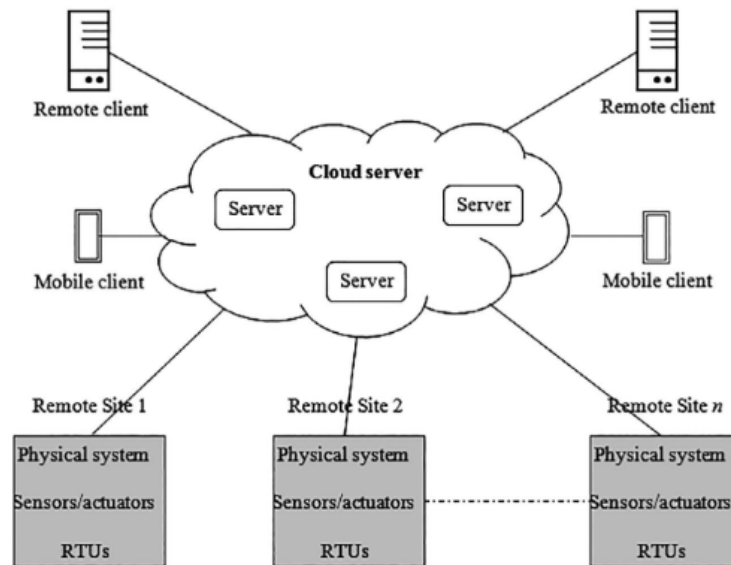 Remote client
Remote client
Cloud server
Server
Server
Server
Mobile client
Mobile client
Remote Site 1
Remote Site 2
Remote Site n
Physical system
Sensors/actuators
RTUs
Physical system
Sensors/actuators
RTUs
Physical system
Sensors/actuators
RTUs